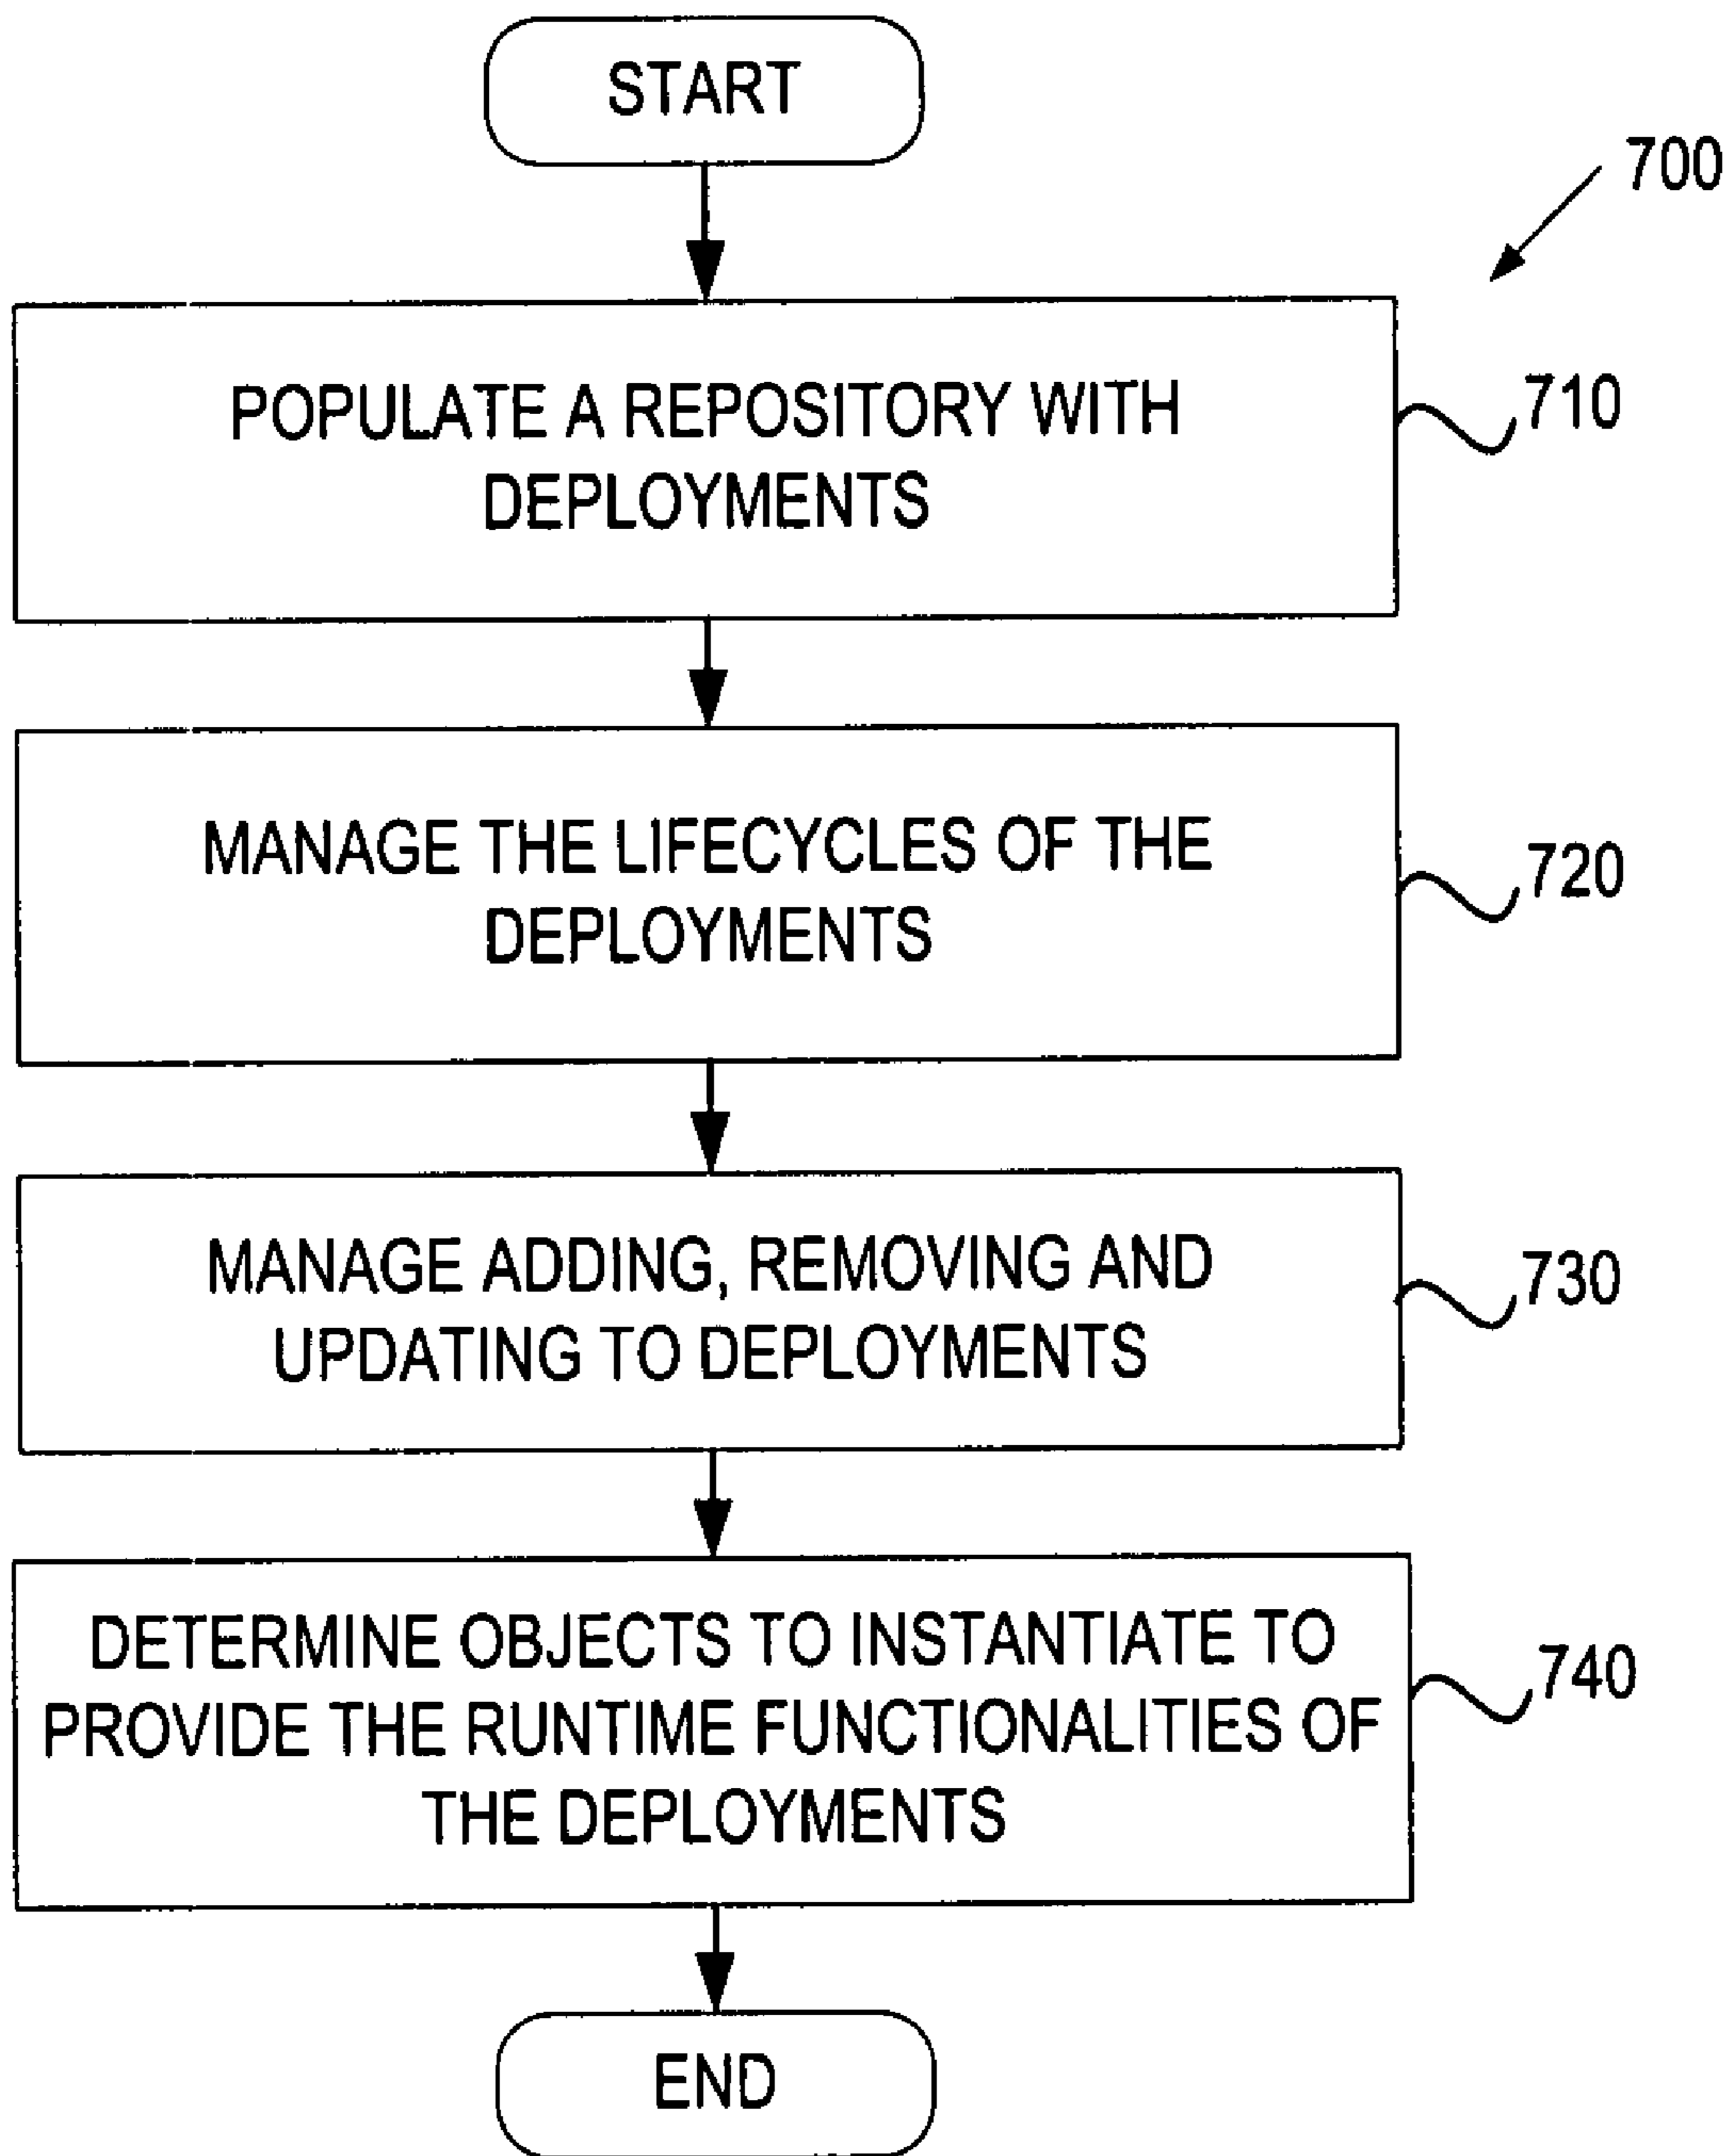 START
700
POPULATE A REPOSITORY WITH
DEPLOYMENTS
710
MANAGE THE LIFECYCLES OF THE
DEPLOYMENTS
720
MANAGE ADDING, REMOVING AND
UPDATING TO DEPLOYMENTS
730
DETERMINE OBJECTS TO INSTANTIATE TO
PROVIDE THE RUNTIME FUNCTIONALITIES OF
THE DEPLOYMENTS
740
END